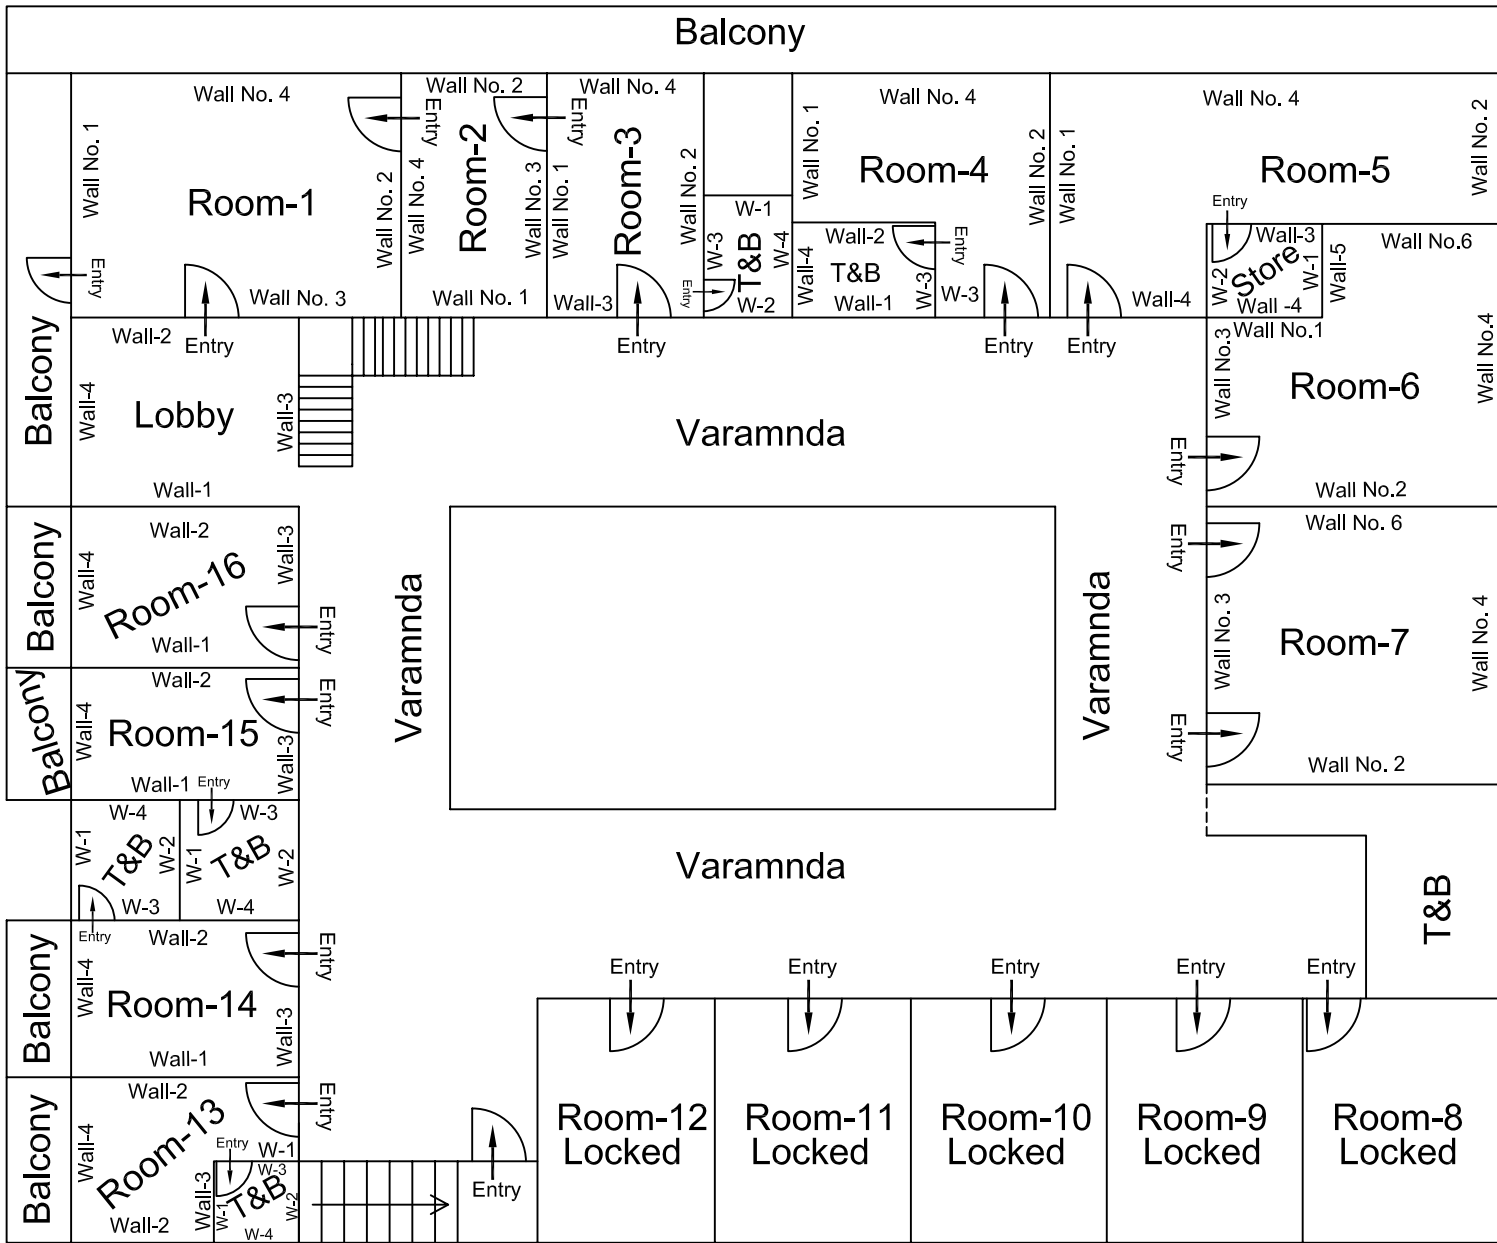 Balcony
Wall No. 4
Wall No. 1
Room-1
Wall No. 2
Wall No. 3
Entry
Entry
Entry
Wall No. 2
Room-2
Wall No. 4
Wall No. 3
Wall No. 1
Entry
Wall No. 4
Room-3
Wall No. 1
Wall No. 2
Wall-3
Entry
W-1
W-3
T&B
W-4
W-2
Entry
Wall No. 4
Wall No. 1
Room-4
Wall No. 2
W-3
Entry
Wall-2
Wall-4
T&B
W-3
Wall-1
Entry
Wall No. 4
Wall No. 1
Room-5
Wall No. 2
Wall-4
Entry
Entry
Wall-3
W-2
Store
W-1
Wall -4
Wall-5
Wall No.6
Wall No.1
Wall No.3
Room-6
Wall No.4
Wall No.2
Entry
Balcony
Wall-2
Wall-4
Lobby
Wall-3
Wall-1
Varamnda
Balcony
Wall-2
Wall-4
Room-16
Wall-3
Wall-1
Entry
Varamnda
Varamnda
Entry
Wall No. 6
Wall No. 3
Room-7
Wall No. 4
Wall No. 2
Entry
Balcony
Wall-2
Wall-4
Room-15
Wall-3
Wall-1
Entry
Entry
W-4
W-1
T&B
W-2
W-3
Entry
W-3
W-1
T&B
W-2
W-4
Varamnda
T&B
Balcony
Wall-2
Wall-4
Room-14
Wall-3
Wall-1
Entry
Balcony
Wall-2
Wall-4
Room-13
W-1
Wall-3
Wall-2
Entry
Entry
W-3
W-1
T&B
W-2
W-4
Entry
Entry
Room-12
Locked
Entry
Room-11
Locked
Entry
Room-10
Locked
Entry
Room-9
Locked
Entry
Room-8
Locked